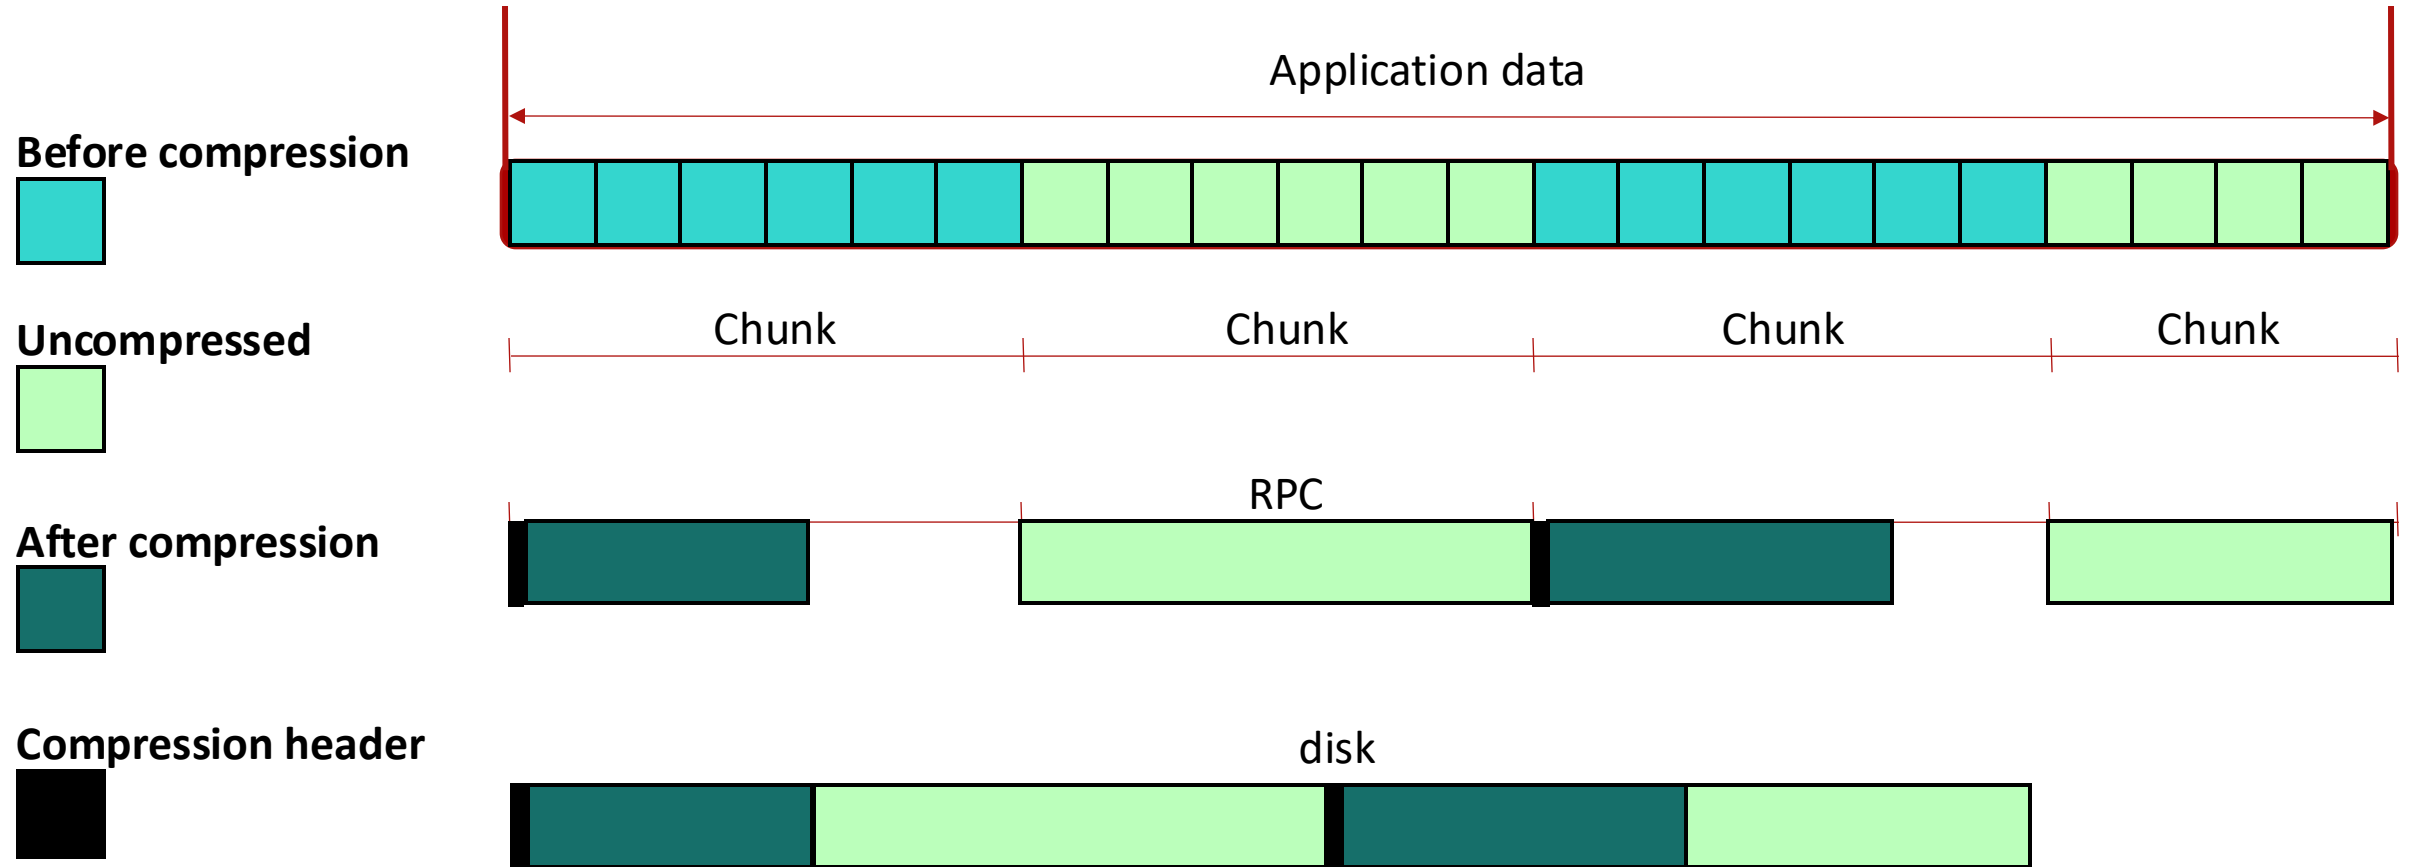 Application data
Before compression
Uncompressed
Chunk Chunk Chunk Chunk
RPC
After compression
Compression header
disk